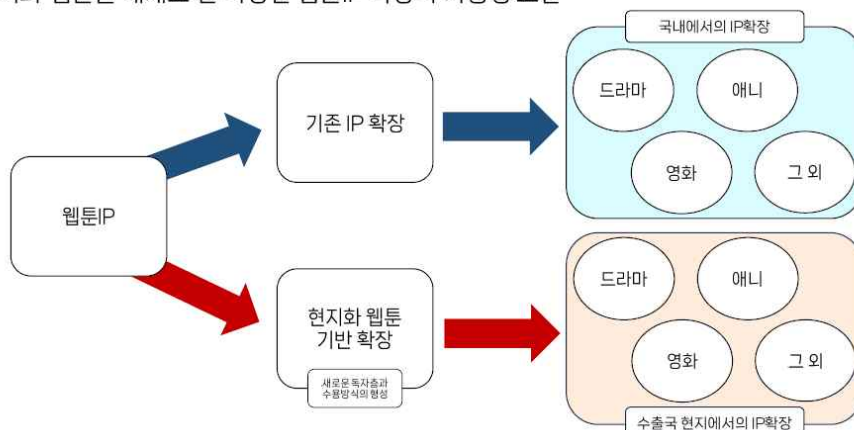 국내에서의 IP확장
드라마
애니
기존 IP 확장
영화
그 외
웹툰IP
드라마
애니
현지화 웹툰
기반 확장
영화
그 외
새로운 독자층과
수용방식의 형성
수출국 현지에서의 IP확장